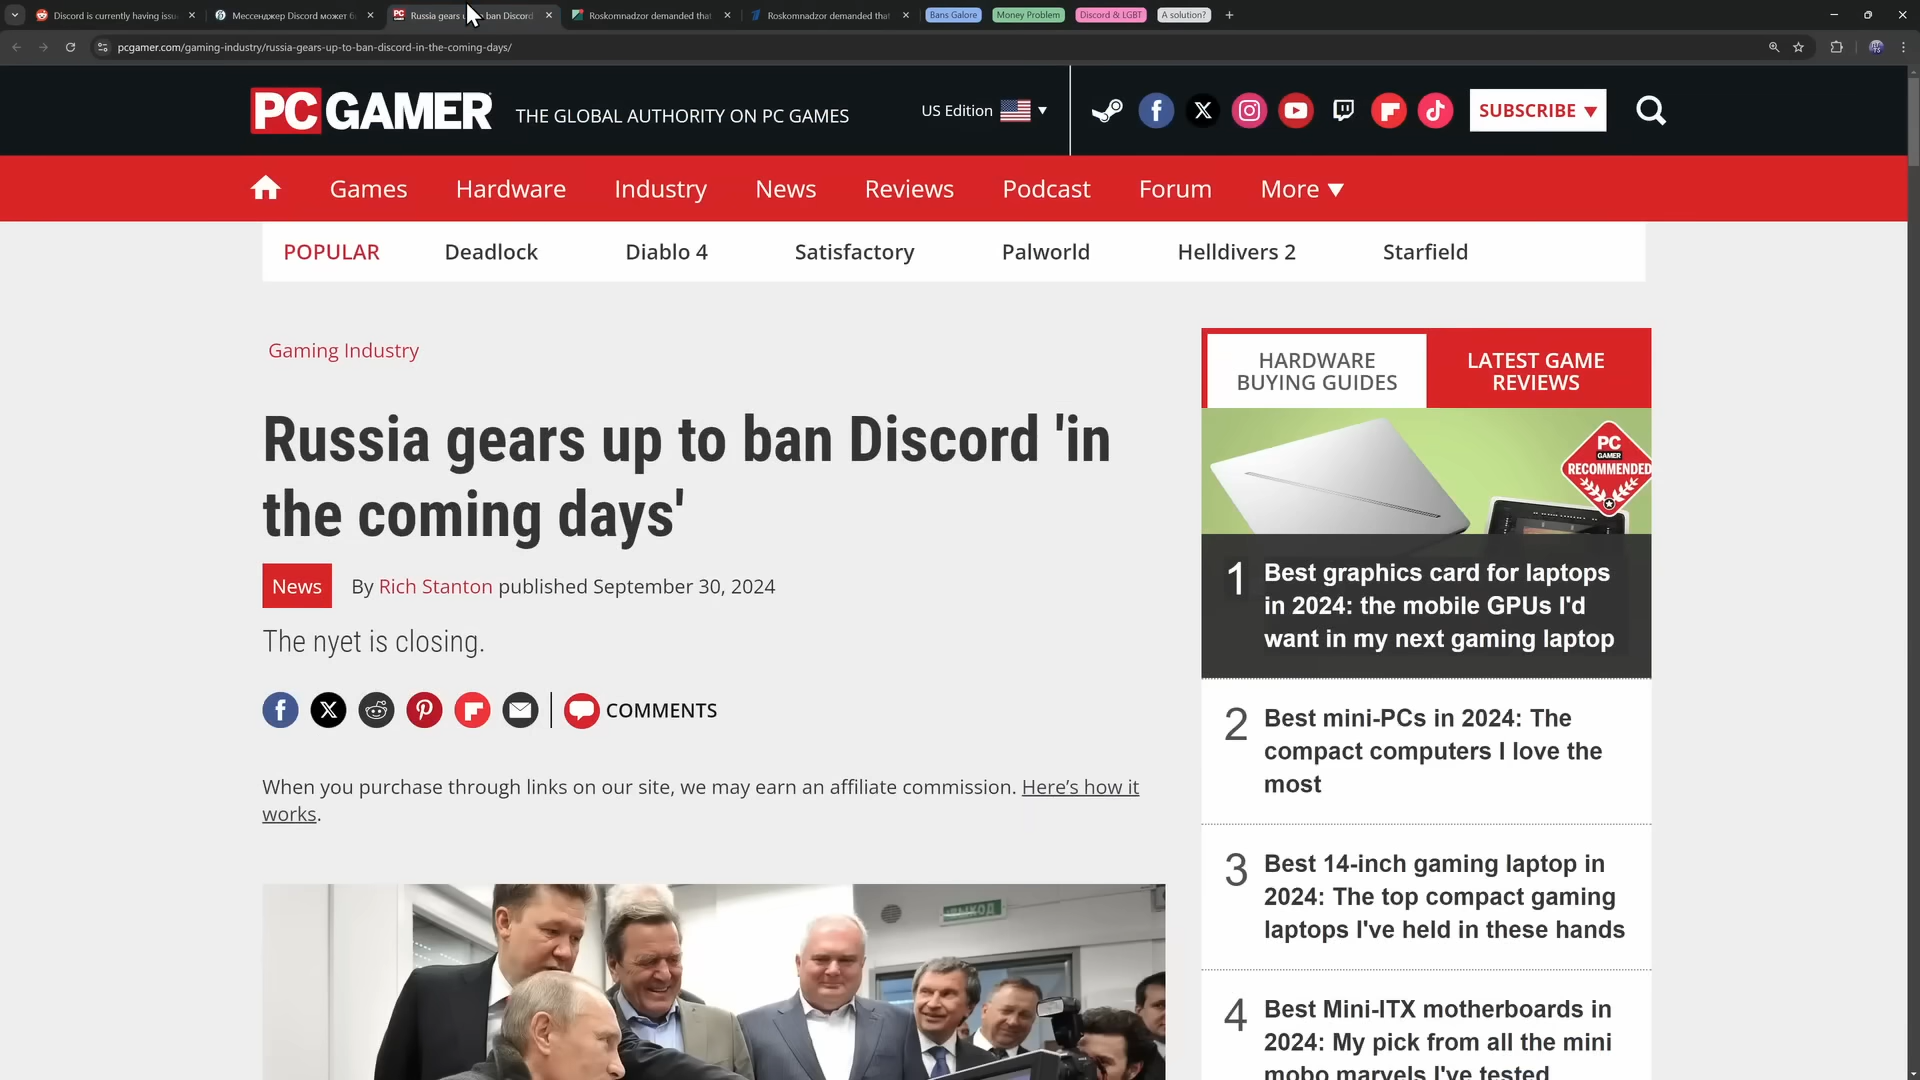 Discord is currently having issu
Мессенджер Discord может б
Russia gears u
ban Discord
Roskomnadzor demanded that
Roskomnadzor demanded that
Bans Galore
Money Problem
Discord & LGBT
A solution?
pcgamer.com/gaming-industry/russia-gears-up-to-ban-discord-in-the-coming-days/
PC GAMER
THE GLOBAL AUTHORITY ON PC GAMES
US Edition
SUBSCRIBE
Games
Hardware
Industry
News
Reviews
Podcast
Forum
More
POPULAR
Deadlock
Diablo 4
Satisfactory
Palworld
Helldivers 2
Starfield
Gaming Industry
Russia gears up to ban Discord 'in
the coming days'
News
By Rich Stanton published September 30, 2024
The nyet is closing.
COMMENTS
When you purchase through links on our site, we may earn an affiliate commission. Here’s how it
works.
ВЫХОД
HARDWARE
BUYING GUIDES
LATEST GAME
REVIEWS
PC
GAMER
RECOMMENDED
1
Best graphics card for laptops
in 2024: the mobile GPUs I'd
want in my next gaming laptop
2
Best mini-PCs in 2024: The
compact computers I love the
most
3
Best 14-inch gaming laptop in
2024: The top compact gaming
laptops I've held in these hands
4
Best Mini-ITX motherboards in
2024: My pick from all the mini
mobo marvels I've tested